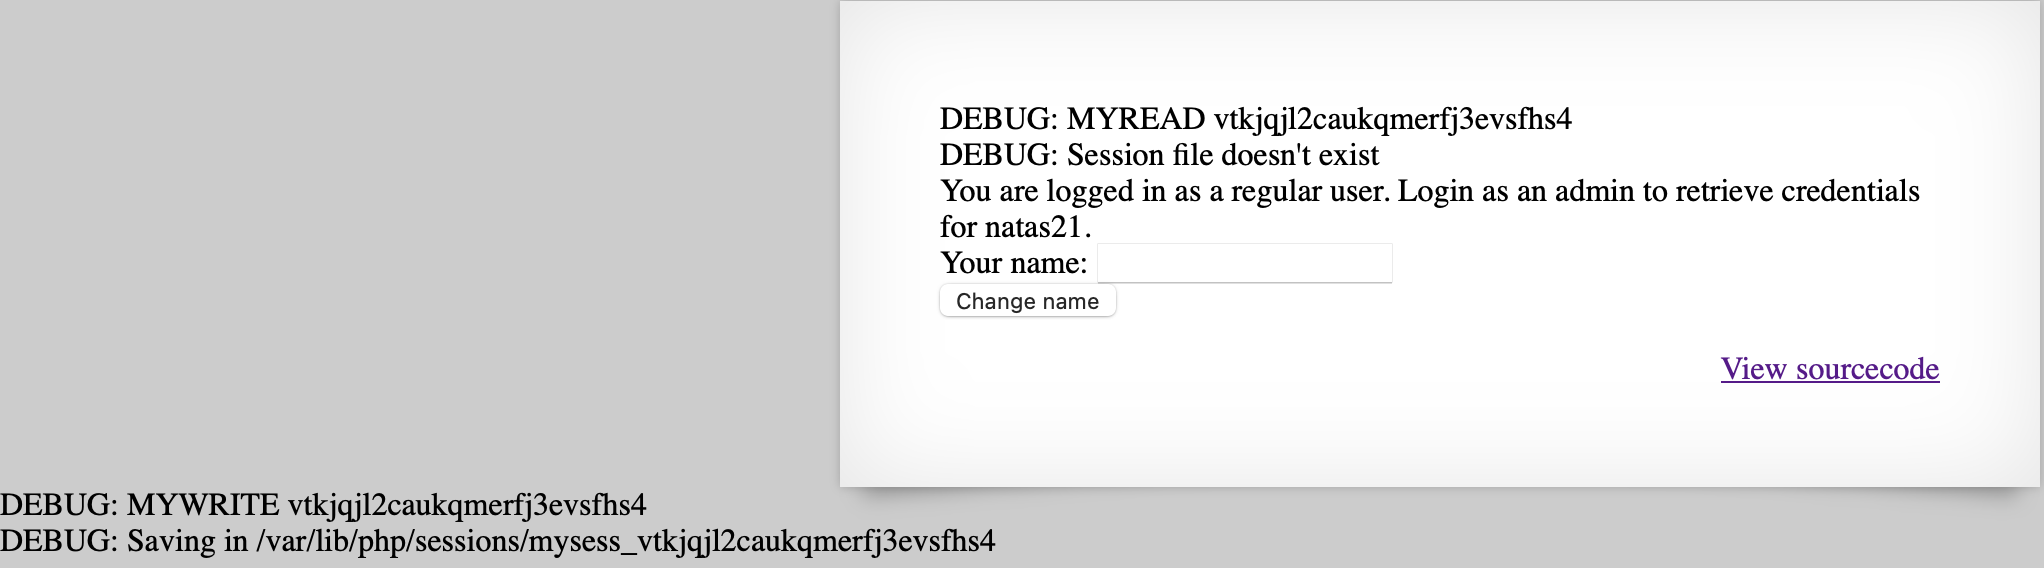 DEBUG: MYREAD vtkjqjl2caukqmerfj3evsfhs4
DEBUG: Session file doesn't exist
You are logged in as a regular user. Login as an admin to retrieve credentials
for natas21.
Your name:
Change name
View sourcecode
DEBUG: MYWRITE vtkjqjl2caukqmerfj3evsfhs4
DEBUG: Saving in /var/lib/php/sessions/mysess_vtkjqjl2caukqmerfj3evsfhs4